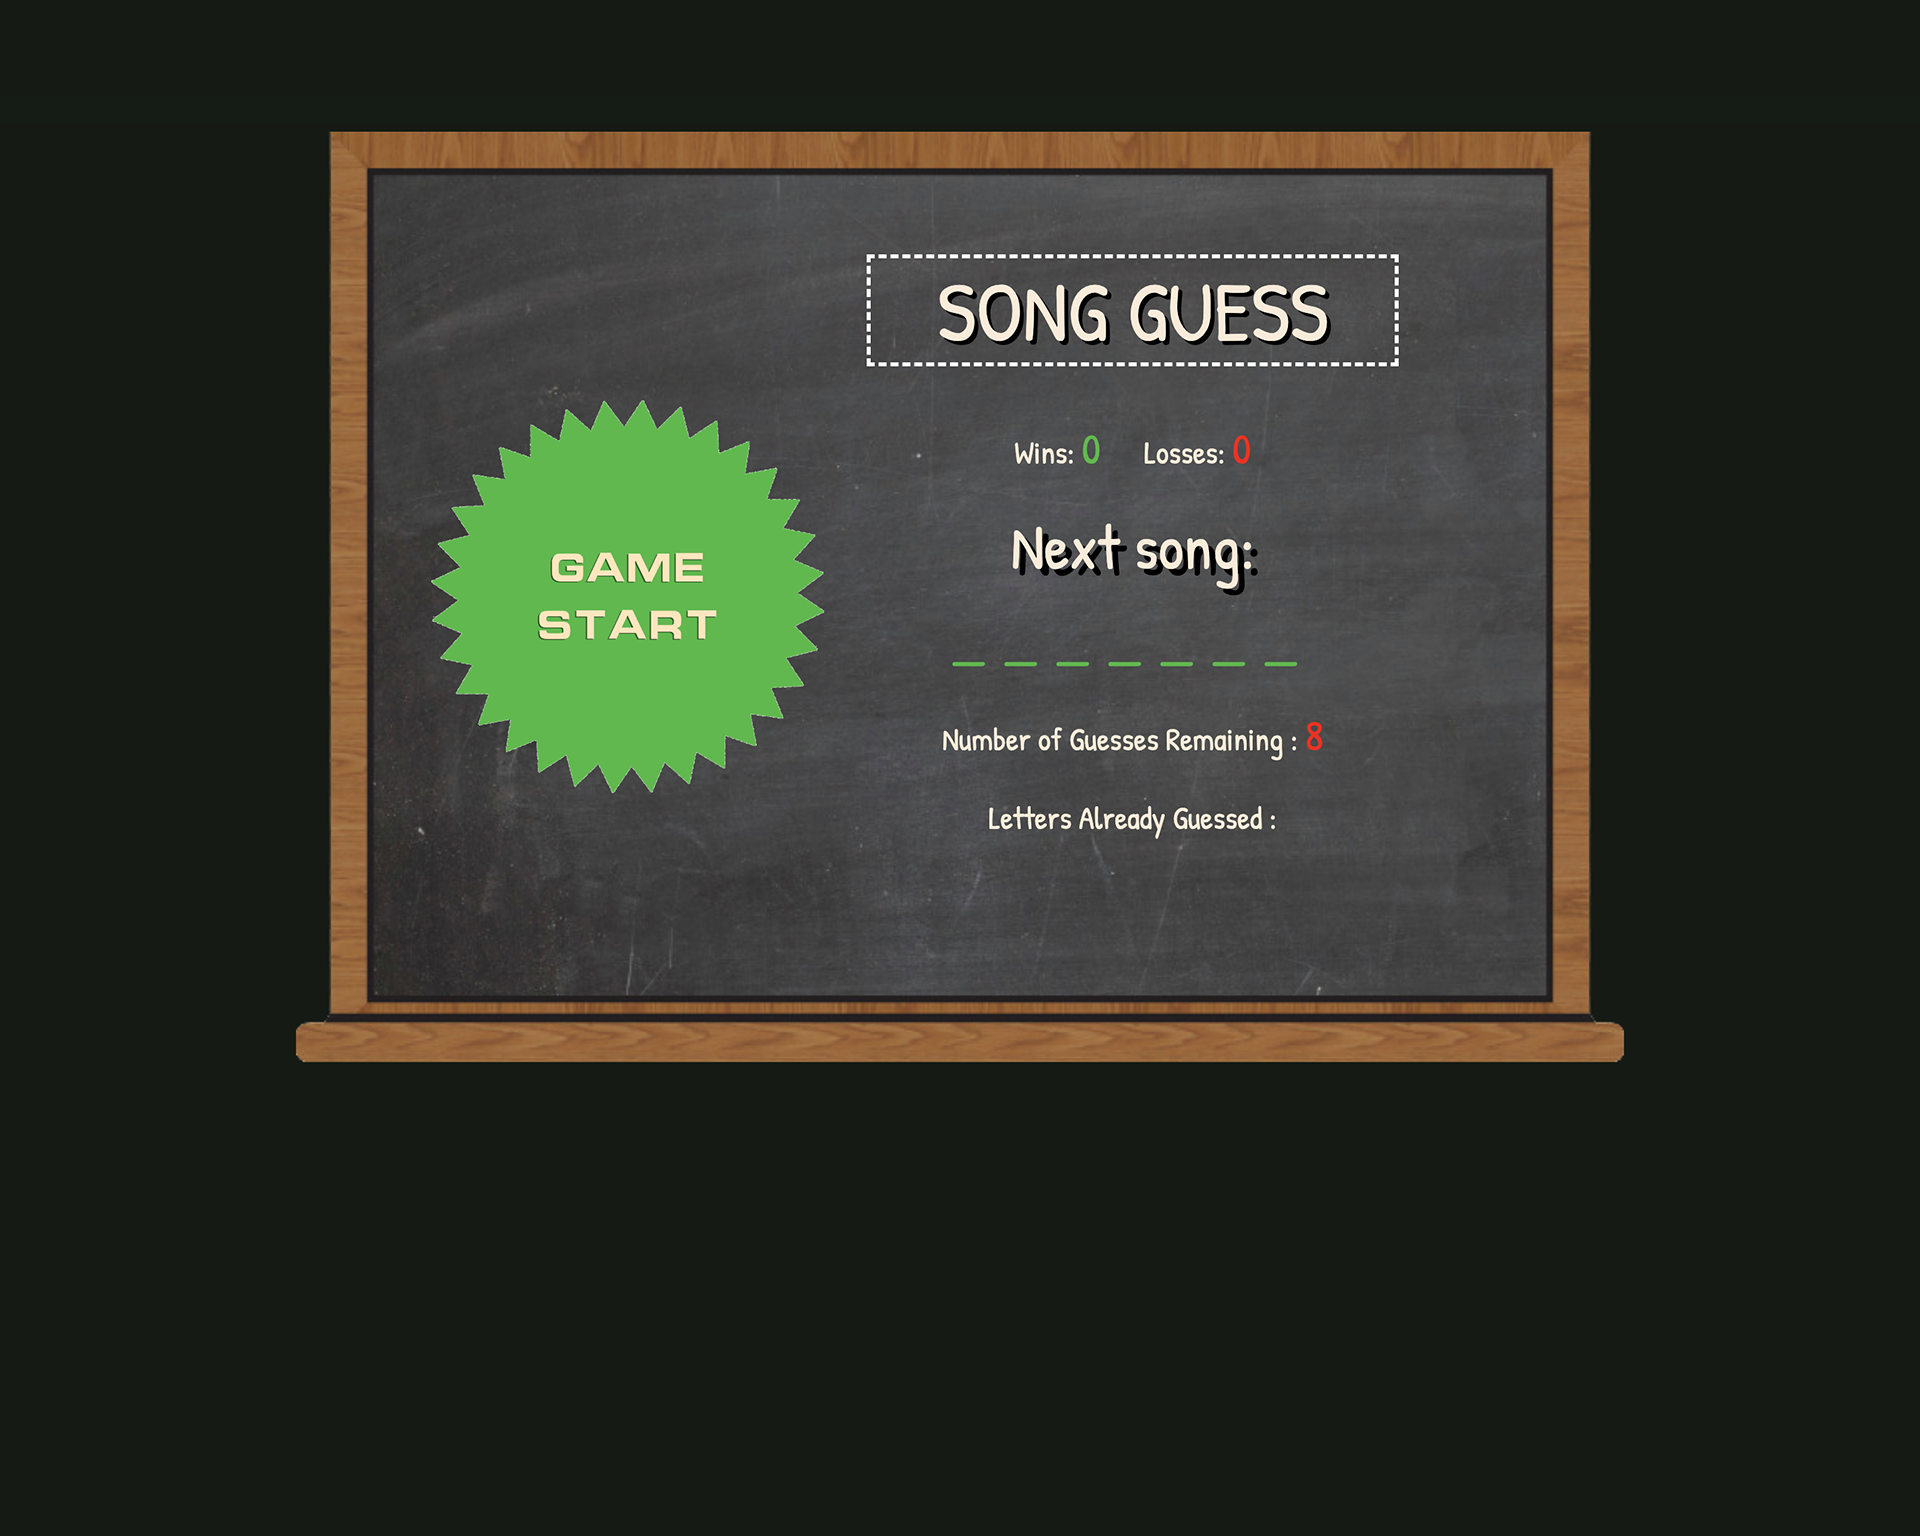 SONG GUESS
Wins: 0 Losses: 0
GAME
START
Next song:
_ _ _ _ _ _ _
Number of Guesses Remaining : 8
Letters Already Guessed :